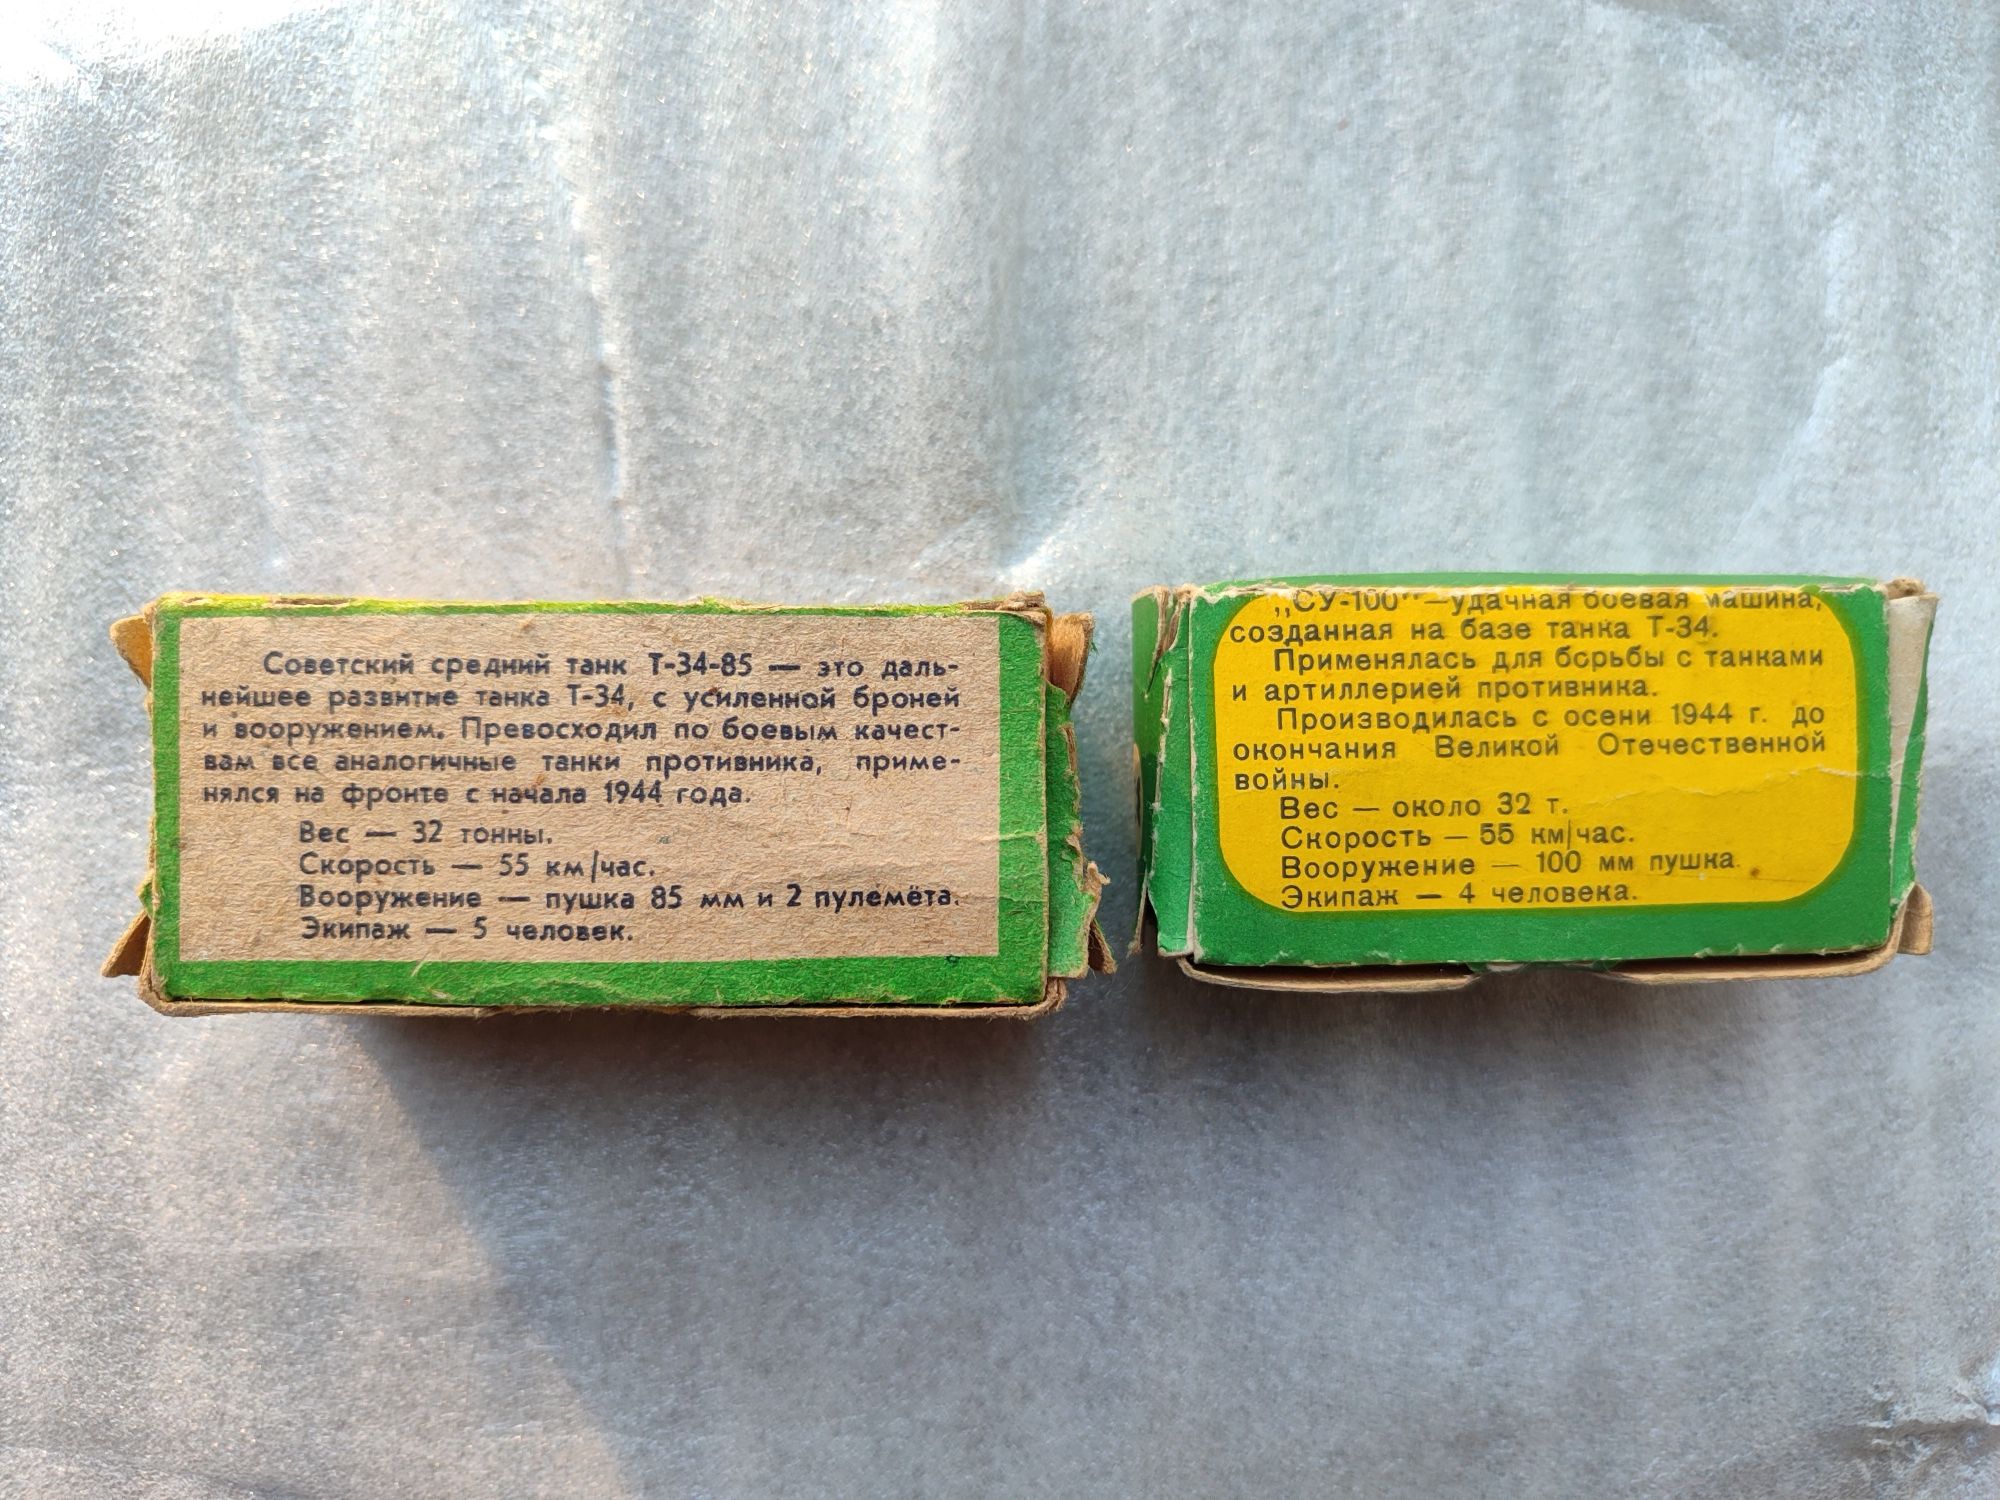 Советский средний танк Т-34-85 — это даль-
нейшее развитые танка Т-34, с усиленной броней
и вооружением. Превосходил по боевым качест-
вам все аналогичные танки противника, приме-
нялся на фронте с начала 1944 года.
Вес — 32 тонны.
Скорость — 55 км/час.
Вооружение — пушка 85 мм и 2 пулемёта.
Экипаж — 5 человек.
„СУ-100“ — удачная боевая машина,
созданная на базе танка Т-34.
Применялась для борьбы с танками
и артиллерией противника.
Производилась с осени 1944 г. до
окончания Великой Отечественной
войны.
Вес — около 32 т.
Скорость — 55 км/час.
Вооружение — 100 мм пушка.
Экипаж — 4 человека.